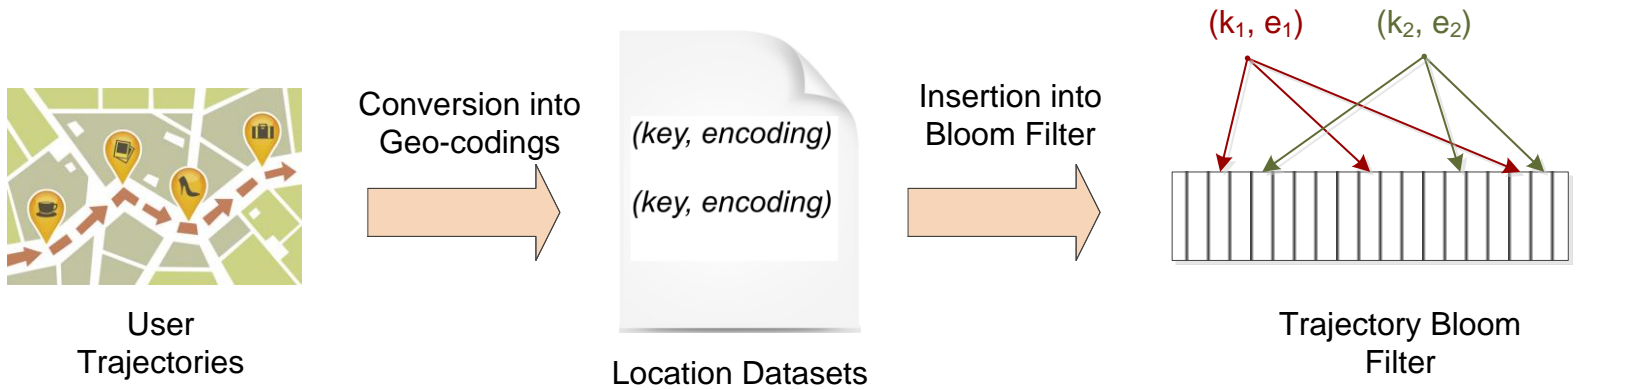 Conversion into
Geo-codings
(key, encoding)
(key, encoding)
Insertion into
Bloom Filter
(k₁, e₁)
(k₂, e₂)
User
Trajectories
Location Datasets
Trajectory Bloom
Filter